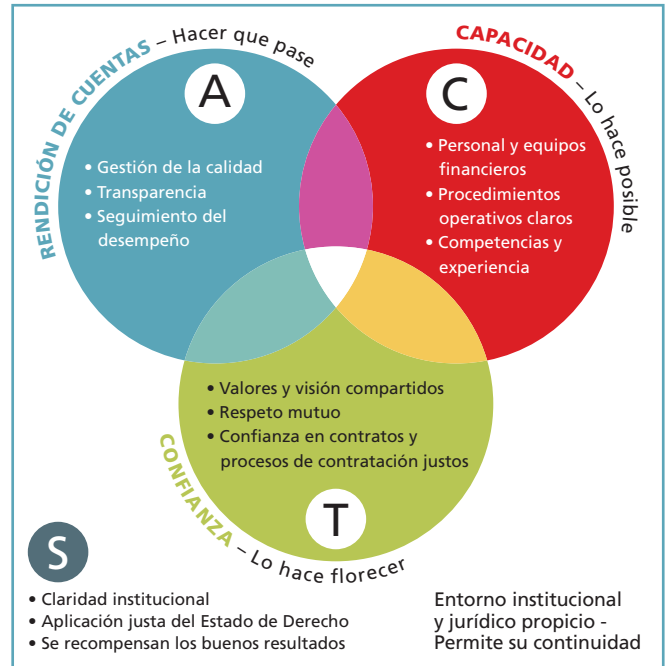 RENDICIÓN DE CUENTAS – Hacer que pase
A
• Gestión de la calidad
• Transparencia
• Seguimiento del
desempeño
CAPACIDAD – Lo hace posible
C
• Personal y equipos
financieros
• Procedimientos
operativos claros
• Competencias y
experiencia
• Valores y visión compartidos
• Respeto mutuo
• Confianza en contratos y
procesos de contratación justos
T
CONFIANZA – Lo hace florecer
S
• Claridad institucional
• Aplicación justa del Estado de Derecho
• Se recompensan los buenos resultados
Entorno institucional
y jurídico propicio -
Permite su continuidad